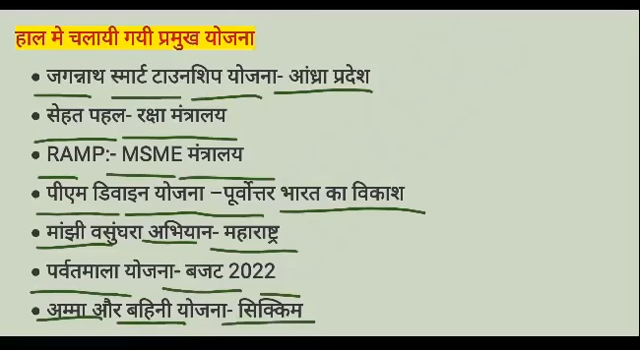 हाल मे चलायी गयी प्रमुख योजना
• जगन्नाथ स्मार्ट टाउनशिप योजना- आंध्रा प्रदेश
• सेहत पहल- रक्षा मंत्रालय
• RAMP:- MSME मंत्रालय
• पीएम डिवाइन योजना –पूर्वोत्तर भारत का विकाश
• मांझी वसुंघरा अभियान- महाराष्ट्र
• पर्वतमाला योजना- बजट 2022
• अम्मा और बहिनी योजना- सिक्किम